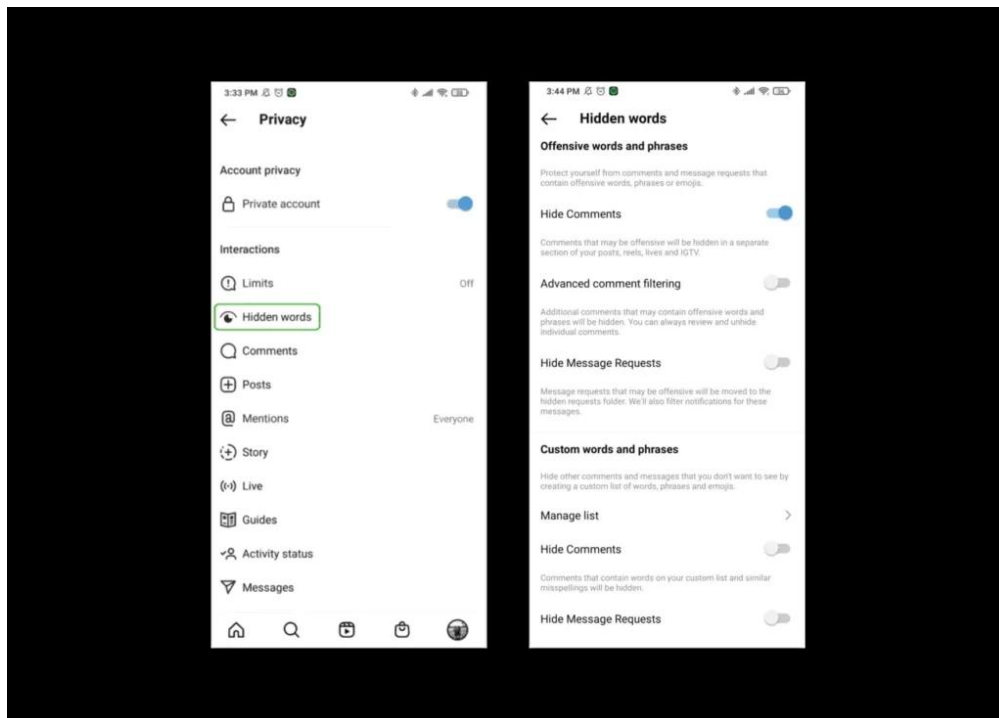 3:33 PM
Privacy
Account privacy
Private account
Interactions
Limits
Off
Hidden words
Comments
Posts
Mentions
Everyone
Story
Live
Guides
Activity status
Messages
3:44 PM
Hidden words
Offensive words and phrases
Protect yourself from comments and message requests that
contain offensive words, phrases or emojis.
Hide Comments
Comments that may be offensive will be hidden in a separate
section of your posts, reels, lives and IGTV.
Advanced comment filtering
Additional comments that may contain offensive words and
phrases will be hidden. You can always review and unhide
individual comments.
Hide Message Requests
Message requests that may be offensive will be moved to the
hidden requests folder. We'll also filter notifications for these
messages.
Custom words and phrases
Hide other comments and messages that you don't want to see by
creating a custom list of words, phrases and emojis.
Manage list
Hide Comments
Comments that contain words on your custom list and similar
misspellings will be hidden.
Hide Message Requests